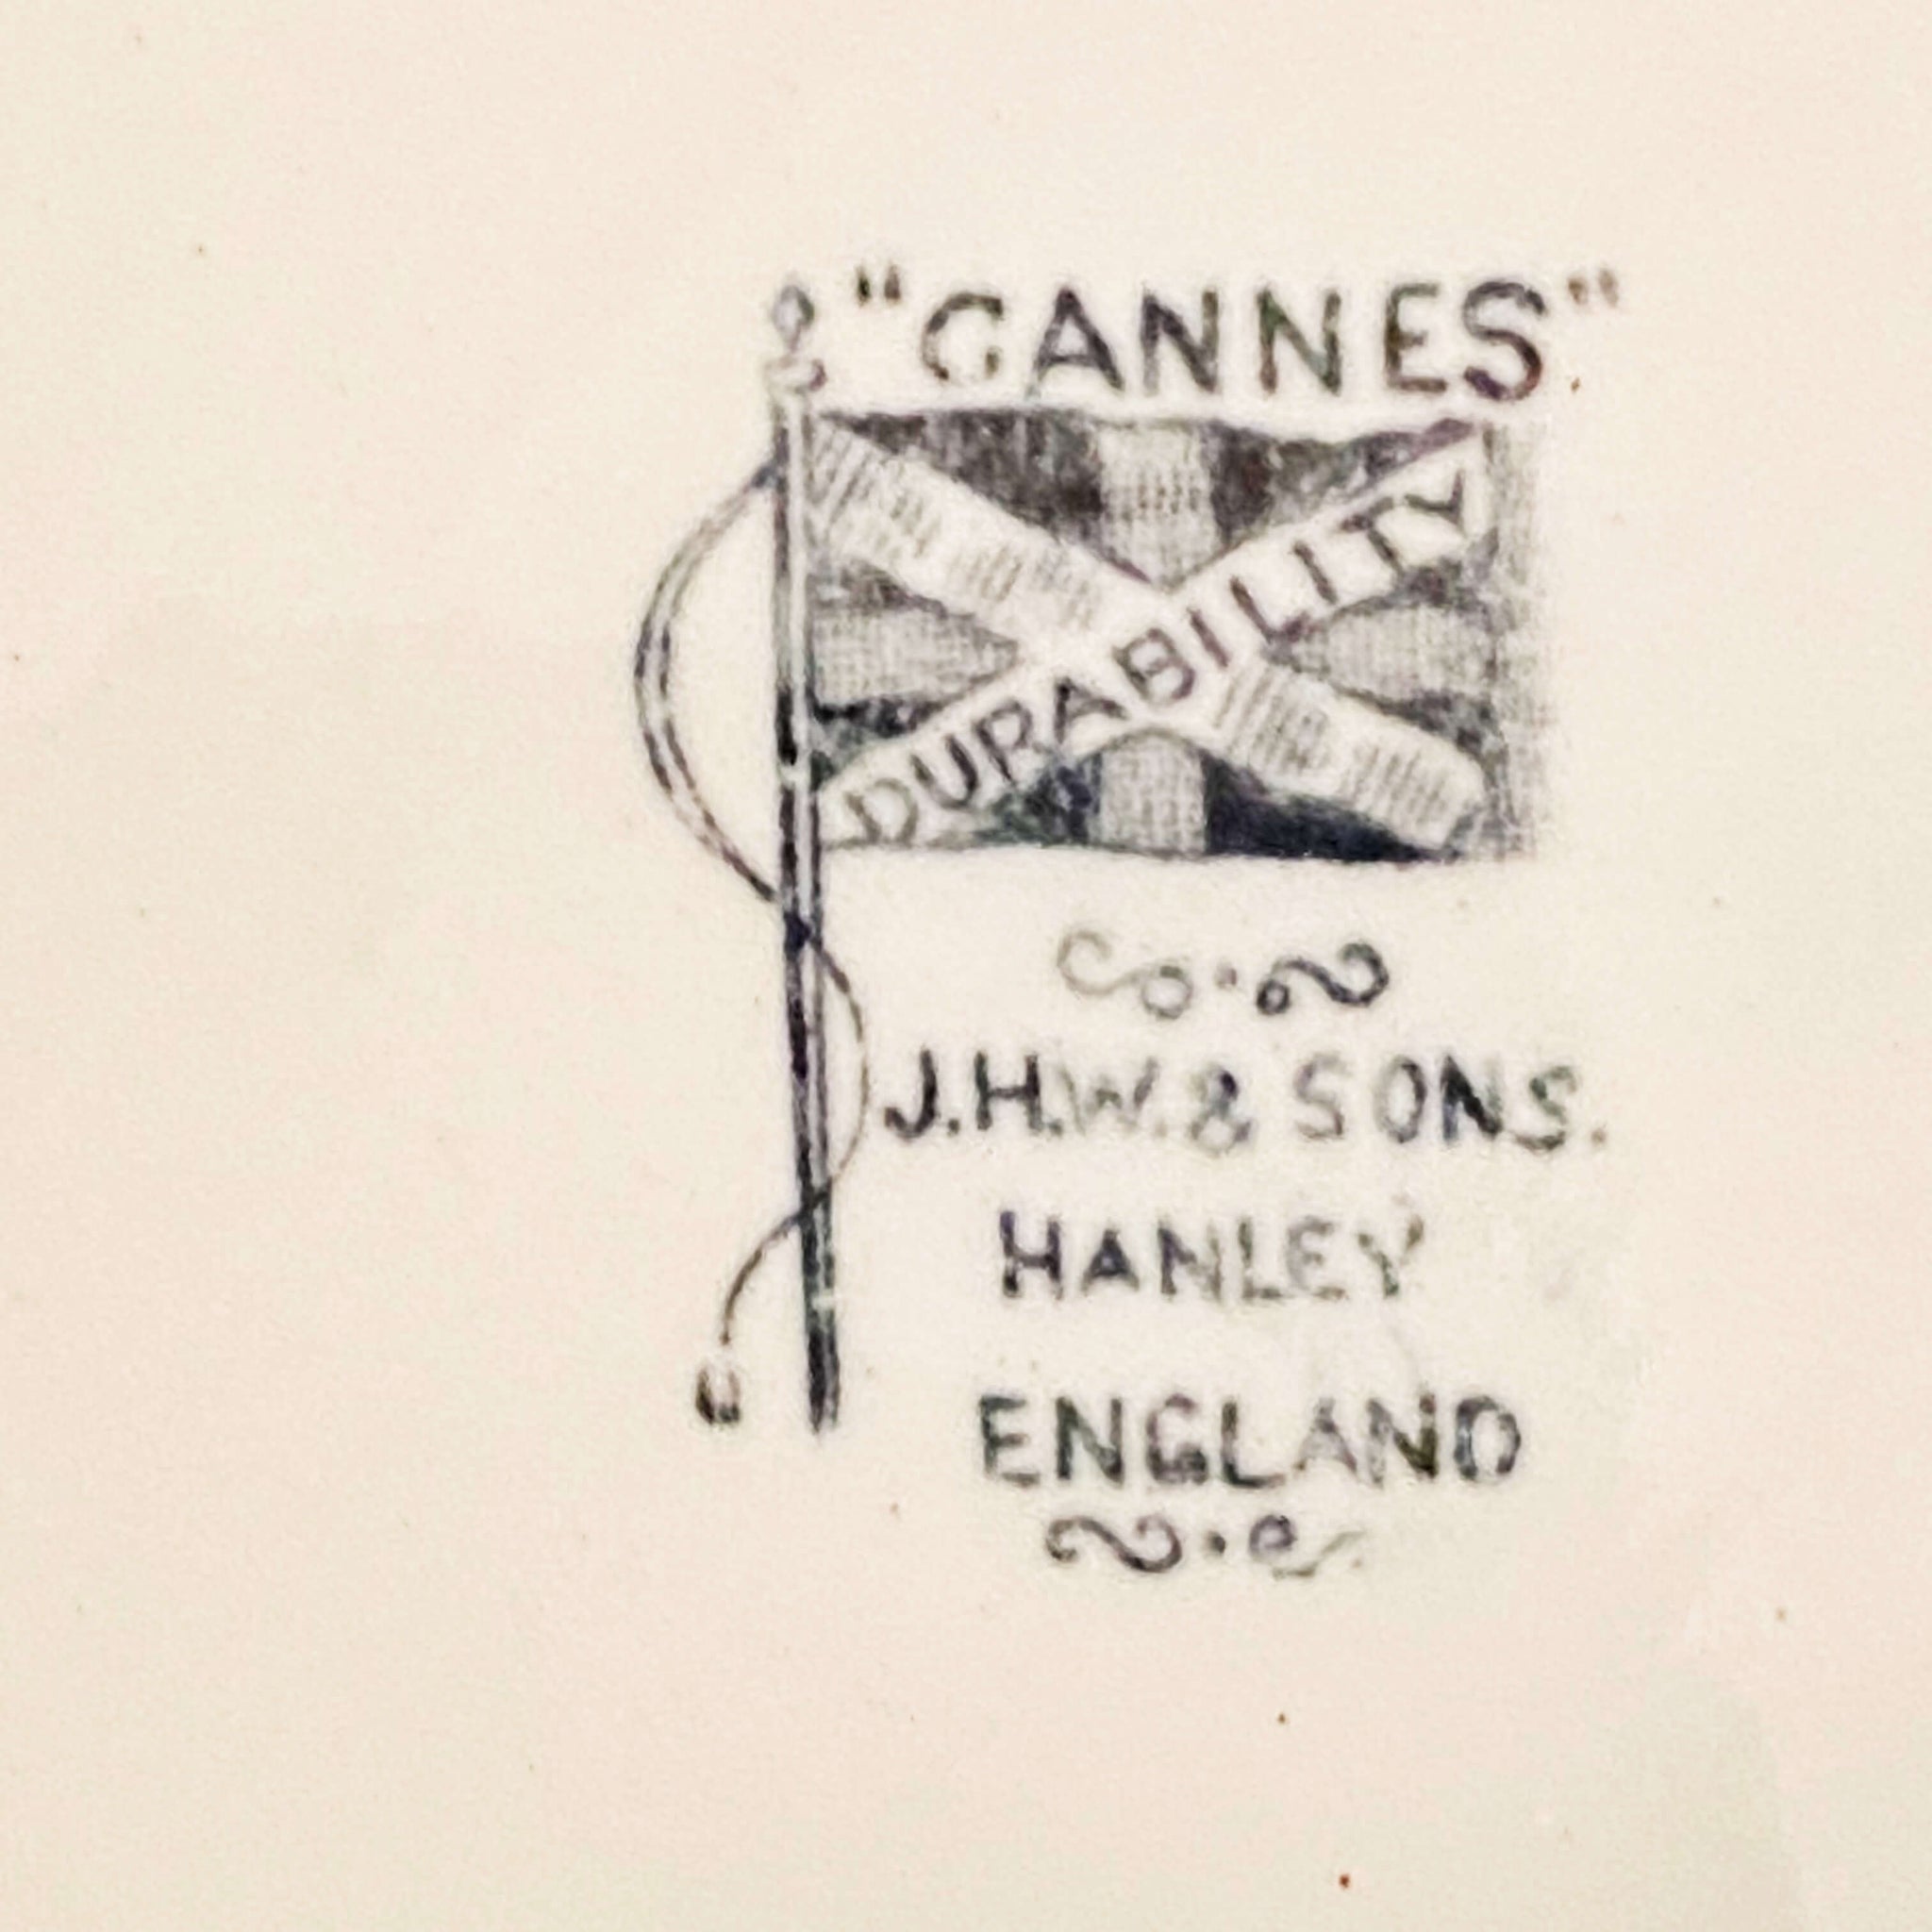 "CANNES"
DURABILITY
J.H.W. & SONS.
HANLEY
ENGLAND